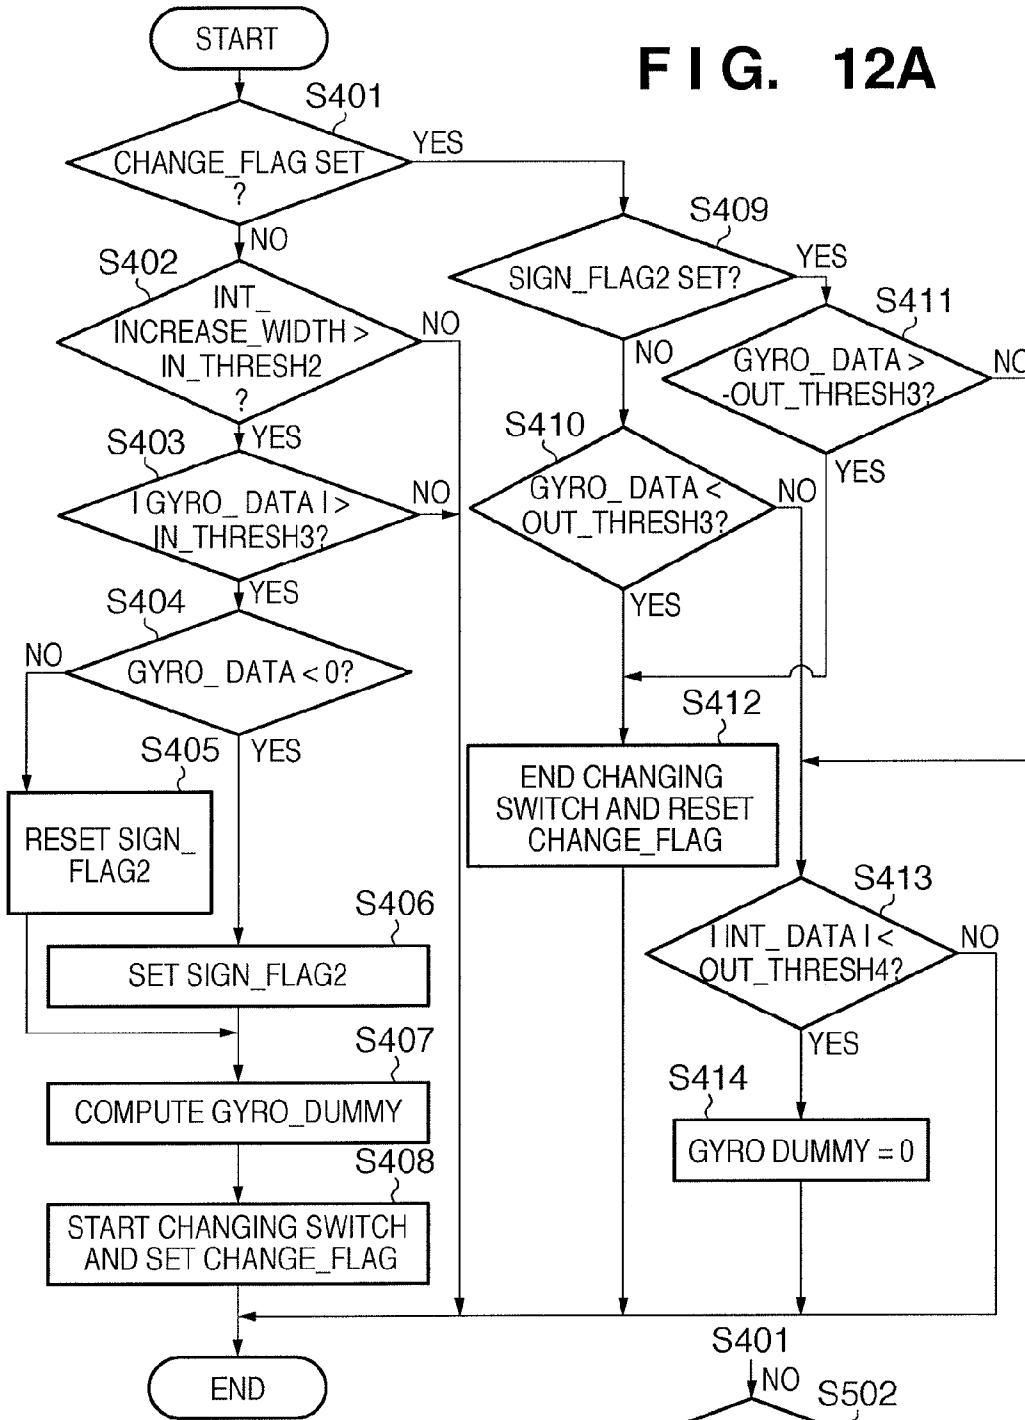 START
FIG. 12A
S401
CHANGE_FLAG SET
?
YES
NO
S402
INT_
INCREASE_WIDTH >
IN_THRESH2
?
NO
YES
S403
| GYRO_ DATA | >
IN_THRESH3?
NO
YES
S404
GYRO_ DATA < 0?
NO
YES
S405
RESET SIGN_
FLAG2
S406
SET SIGN_FLAG2
S407
COMPUTE GYRO_DUMMY
S408
START CHANGING SWITCH
AND SET CHANGE_FLAG
END
S409
SIGN_FLAG2 SET?
YES
NO
S411
GYRO_ DATA >
-OUT_THRESH3?
NO
YES
S410
GYRO_ DATA <
OUT_THRESH3?
NO
YES
S412
END CHANGING
SWITCH AND RESET
CHANGE_FLAG
S413
| INT_ DATA | <
OUT_THRESH4?
NO
YES
S414
GYRO DUMMY = 0
S401
NO
S502